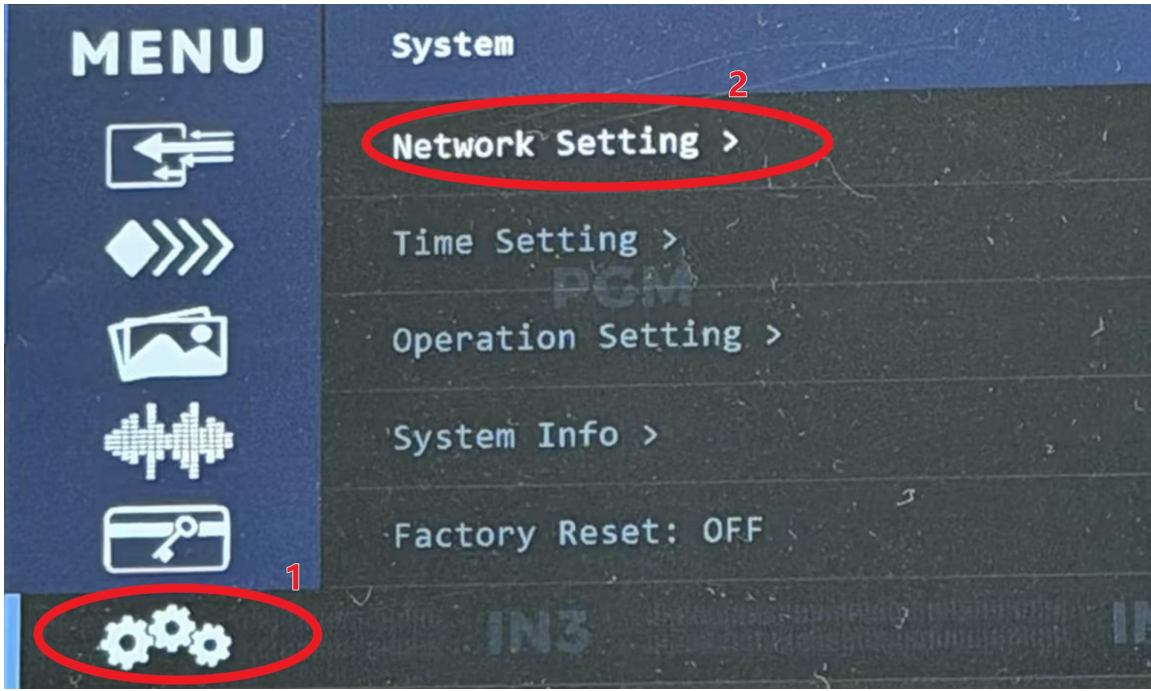 MENU
System
2
Network Setting >
Time Setting >
PGM
Operation Setting >
System Info >
Factory Reset: OFF
1
IN3